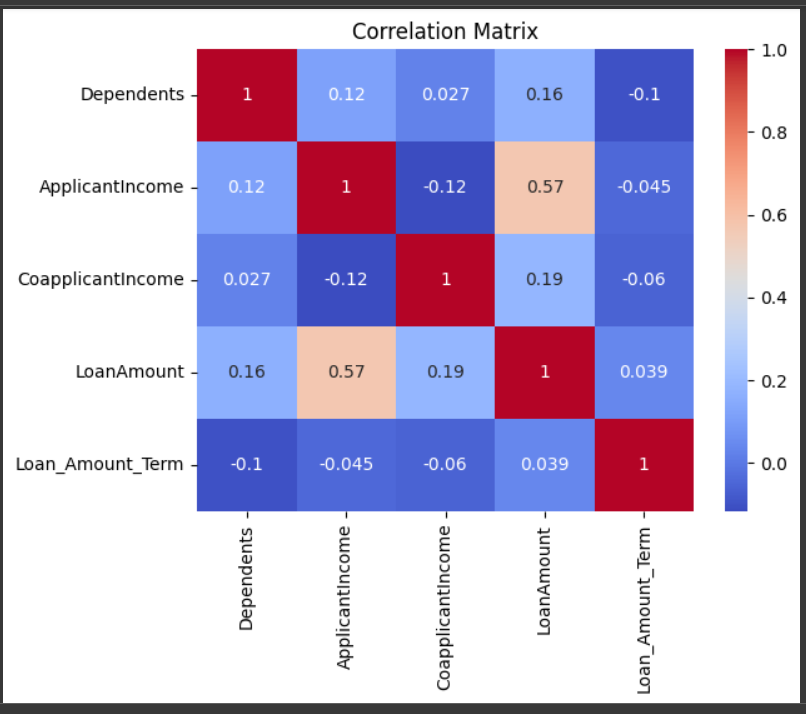 Correlation Matrix
Dependents 1 0.12 0.027 0.16 -0.1
ApplicantIncome 0.12 1 -0.12 0.57 -0.045
CoapplicantIncome 0.027 -0.12 1 0.19 -0.06
LoanAmount 0.16 0.57 0.19 1 0.039
Loan_Amount_Term -0.1 -0.045 -0.06 0.039 1
Dependents
ApplicantIncome
CoapplicantIncome
LoanAmount
Loan_Amount_Term
1.0
0.8
0.6
0.4
0.2
0.0